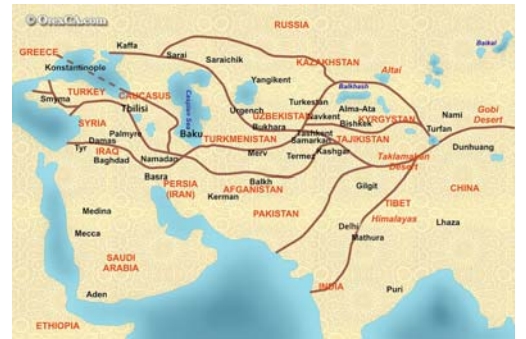 © OrexCA.com
RUSSIA
GREECE
Kaffa
Sarai
Saraichik
KAZAKHSTAN
Baikal
Konstantinople
Altai
Yangikent
Balkhash
TURKEY
CAUCASUS
Caspian Sea
Smyrna
Tbilisi
Urgench
Turkestan
Alma-Ata
Nami
Gobi
Desert
SYRIA
UZBEKISTAN
Navkent
Bishkek
KYRGYSTAN
Palmyre
Baku
Bukhara
Tashkent
Turfan
Damas
TURKMENISTAN
Samarkan
TAJIKISTAN
Tyr
IRAQ
Baghdad
Namadan
Merv
Termez
Kashgar
Taklamakan
Desert
Dunhuang
Basra
PERSIA
(IRAN)
Balkh
AFGANISTAN
Gilgit
CHINA
Kerman
PAKISTAN
TIBET
Medina
Himalayas
Lhaza
Mecca
Delhi
Mathura
SAUDI
ARABIA
Aden
INDIA
Puri
ETHIOPIA